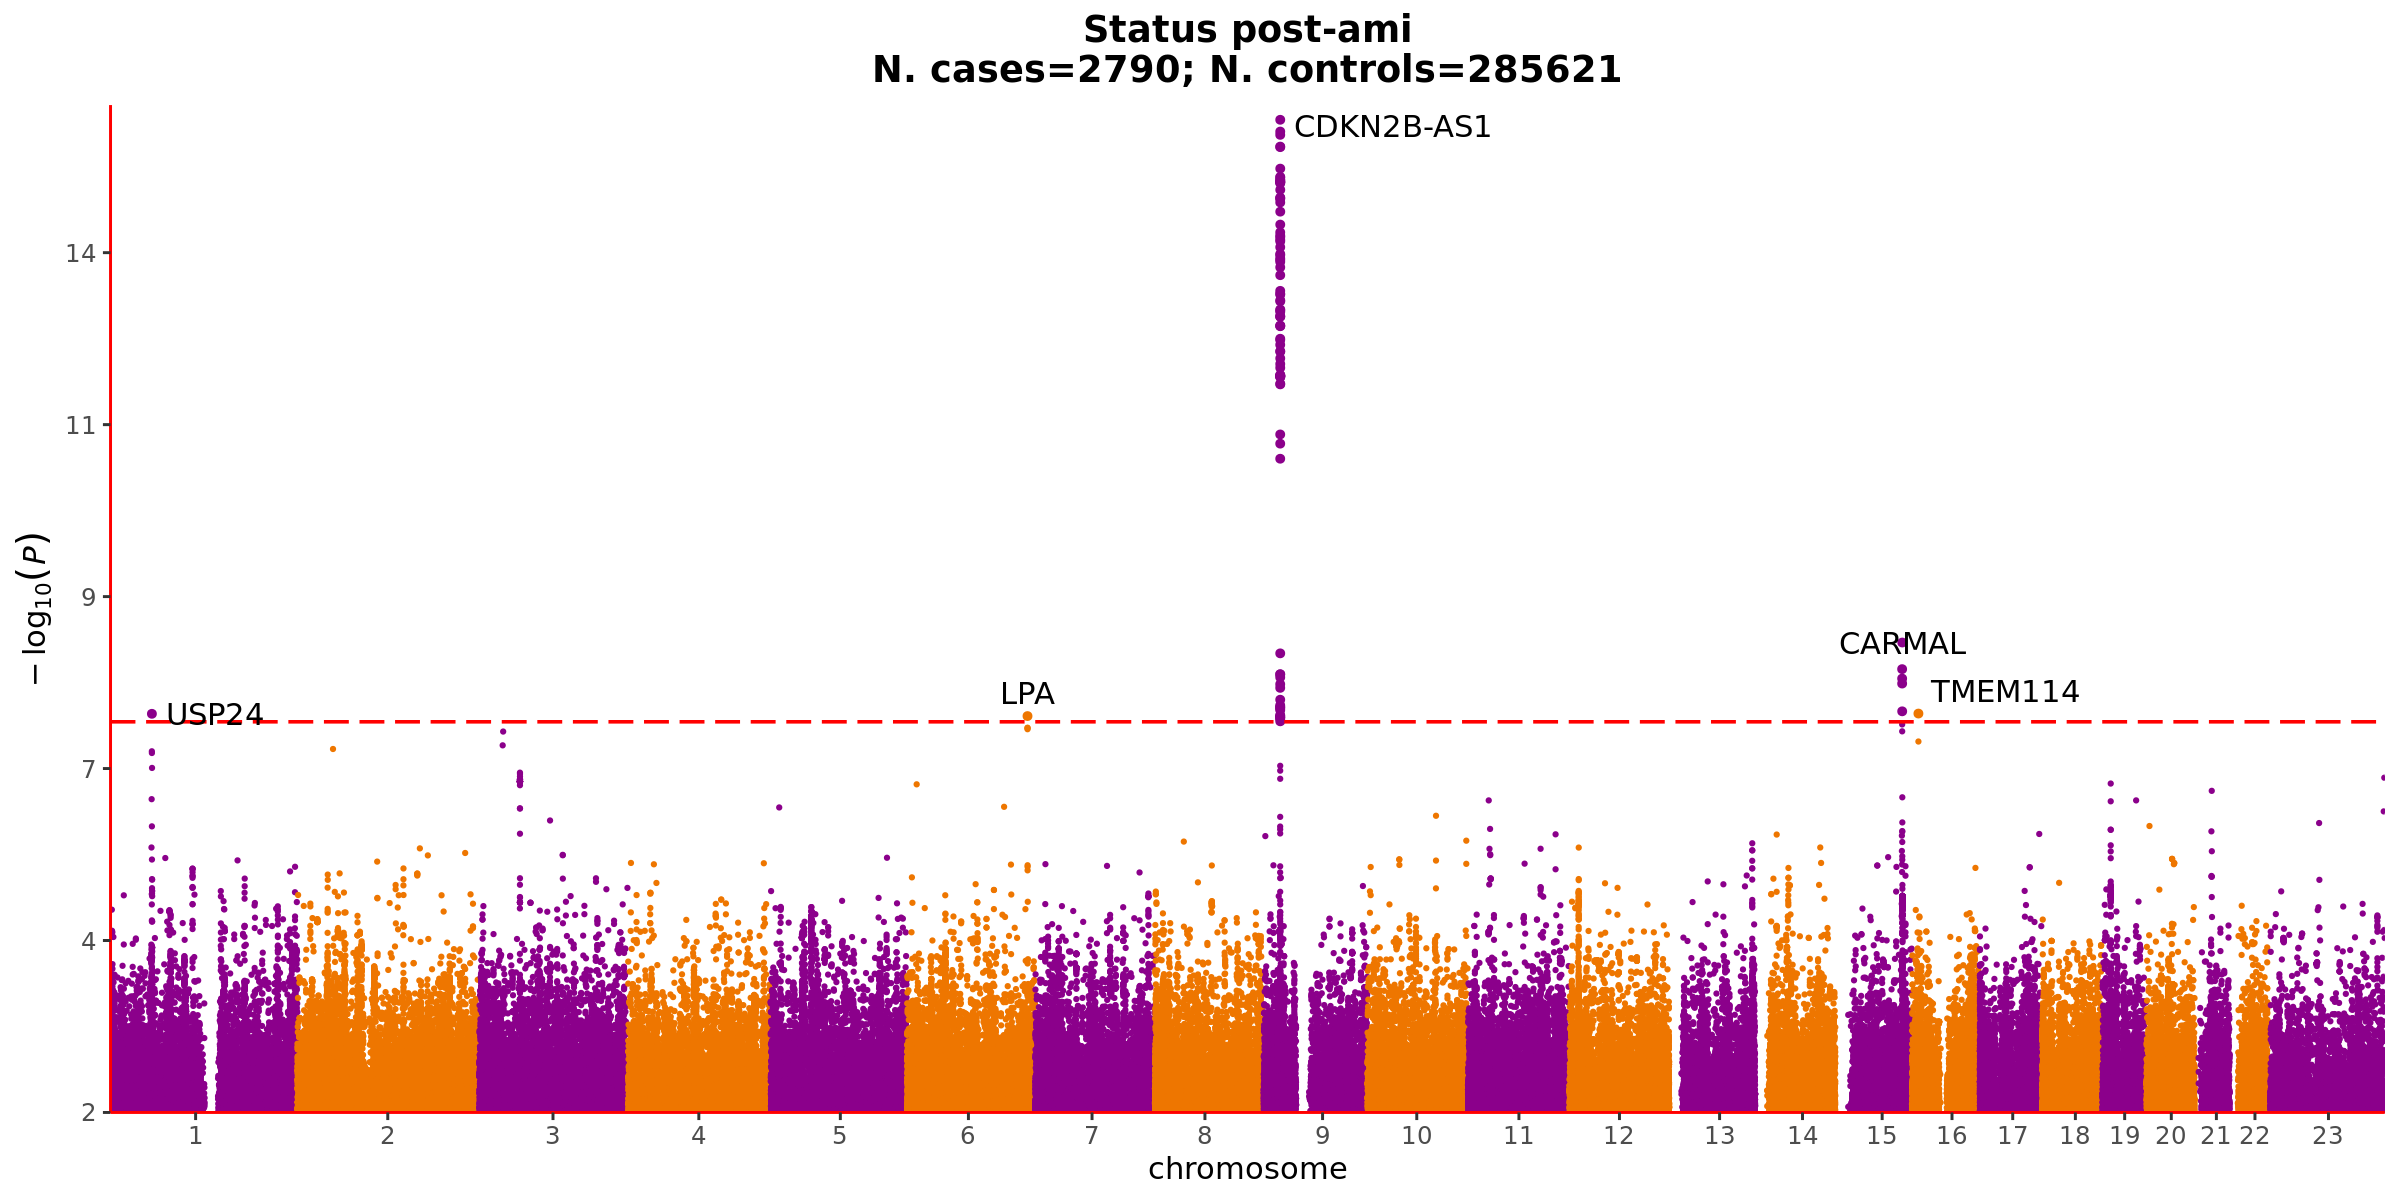 Status post-ami
N. cases=2790; N. controls=285621
CDKN2B-AS1
14
11
9
CARMAL
LPA
TMEM114
USP24
7
4
2
− log10(P)
1 2 3 4 5 6 7 8 9 10 11 12 13 14 15 16 17 18 19 20 21 22 23
chromosome